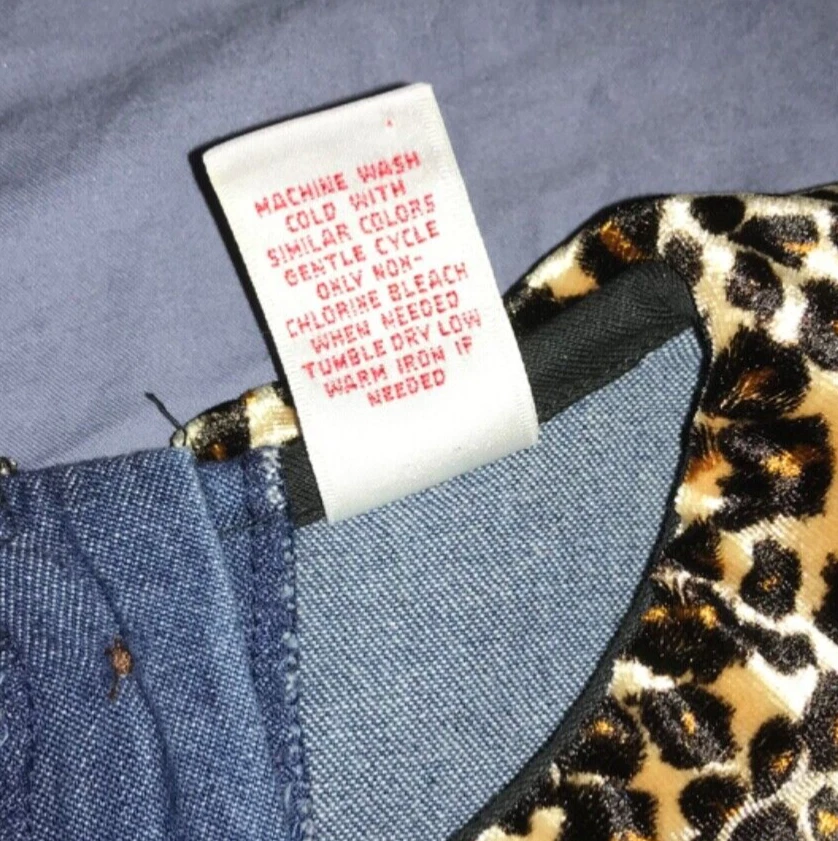 MACHINE WASH
COLD WITH
SIMILAR COLORS
GENTLE CYCLE
ONLY NON-
CHLORINE BLEACH
WHEN NEEDED
TUMBLE DRY LOW
WARM IRON IF
NEEDED